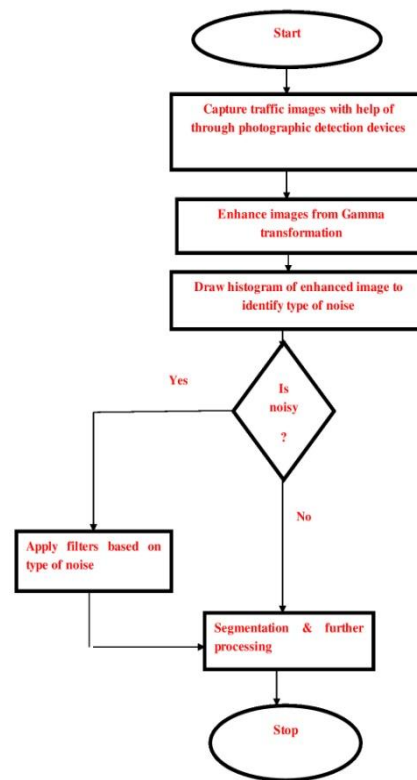 Start
Capture traffic images with help of
through photographic detection devices
Enhance images from Gamma
transformation
Draw histogram of enhanced image to
identify type of noise
Yes
Is
noisy
?
No
Apply filters based on
type of noise
Segmentation & further
processing
Stop